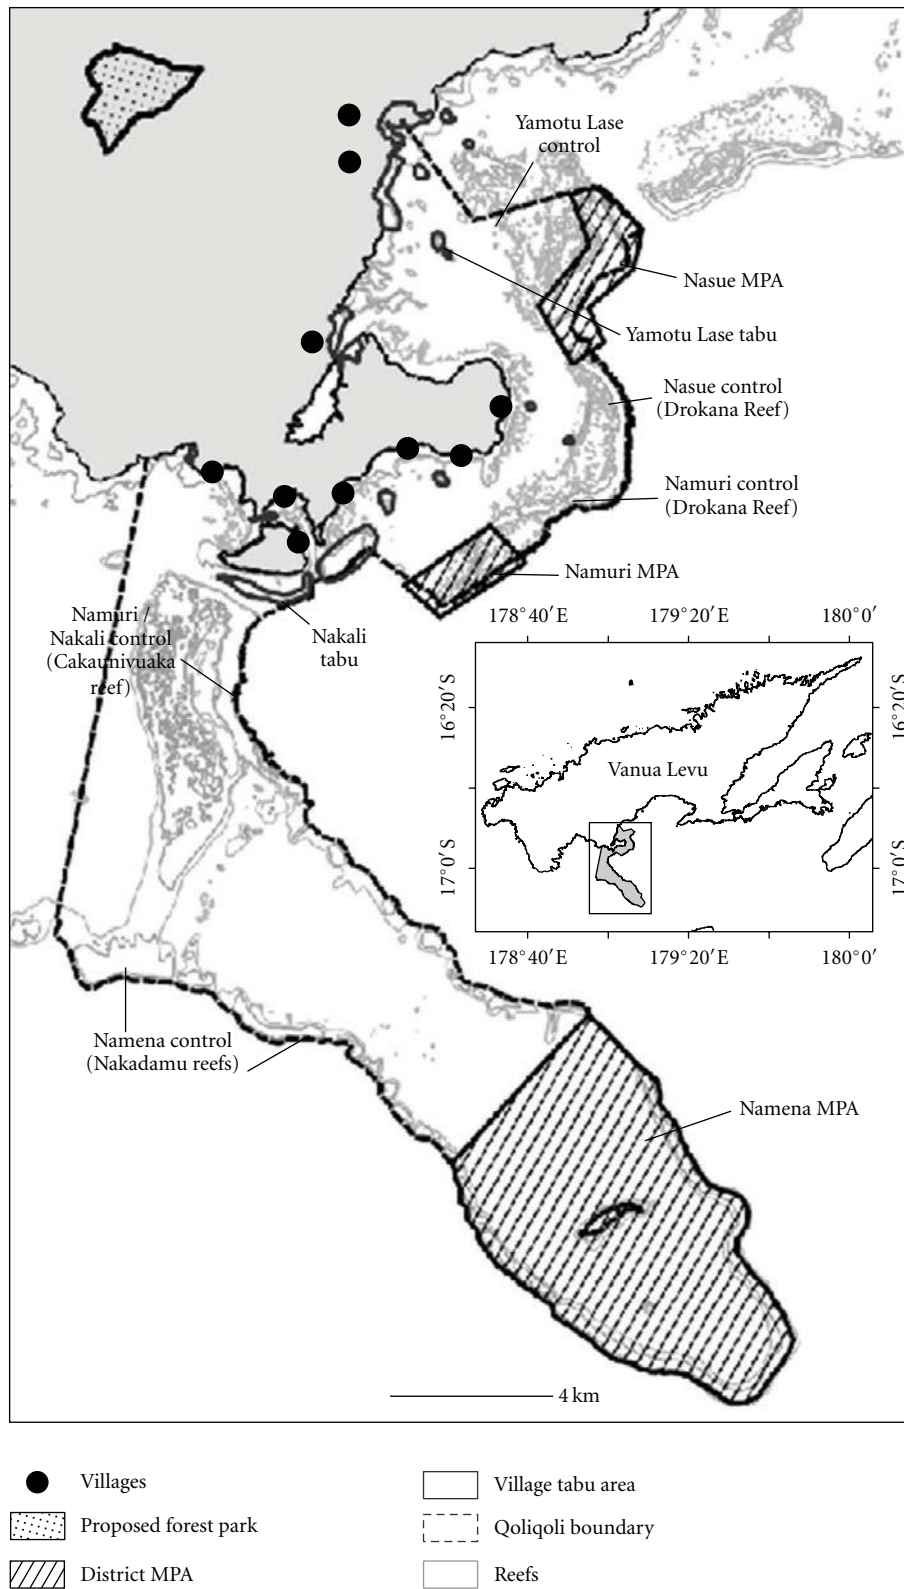 Yamotu Lase
control
Nasue MPA
Yamotu Lase tabu
Nasue control
(Drokana Reef)
Namuri control
(Drokana Reef)
Namuri MPA
Namuri /
Nakali control
(Cakaunivuaka
reef)
Nakali
tabu
178°40′E
179°20′E
180°0′
16°20′S
16°20′S
Vanua Levu
17°0′S
17°0′S
178°40′E
179°20′E
180°0′
Namena control
(Nakadamu reefs)
Namena MPA
4 km
Villages
Village tabu area
Proposed forest park
Qoliqoli boundary
District MPA
Reefs